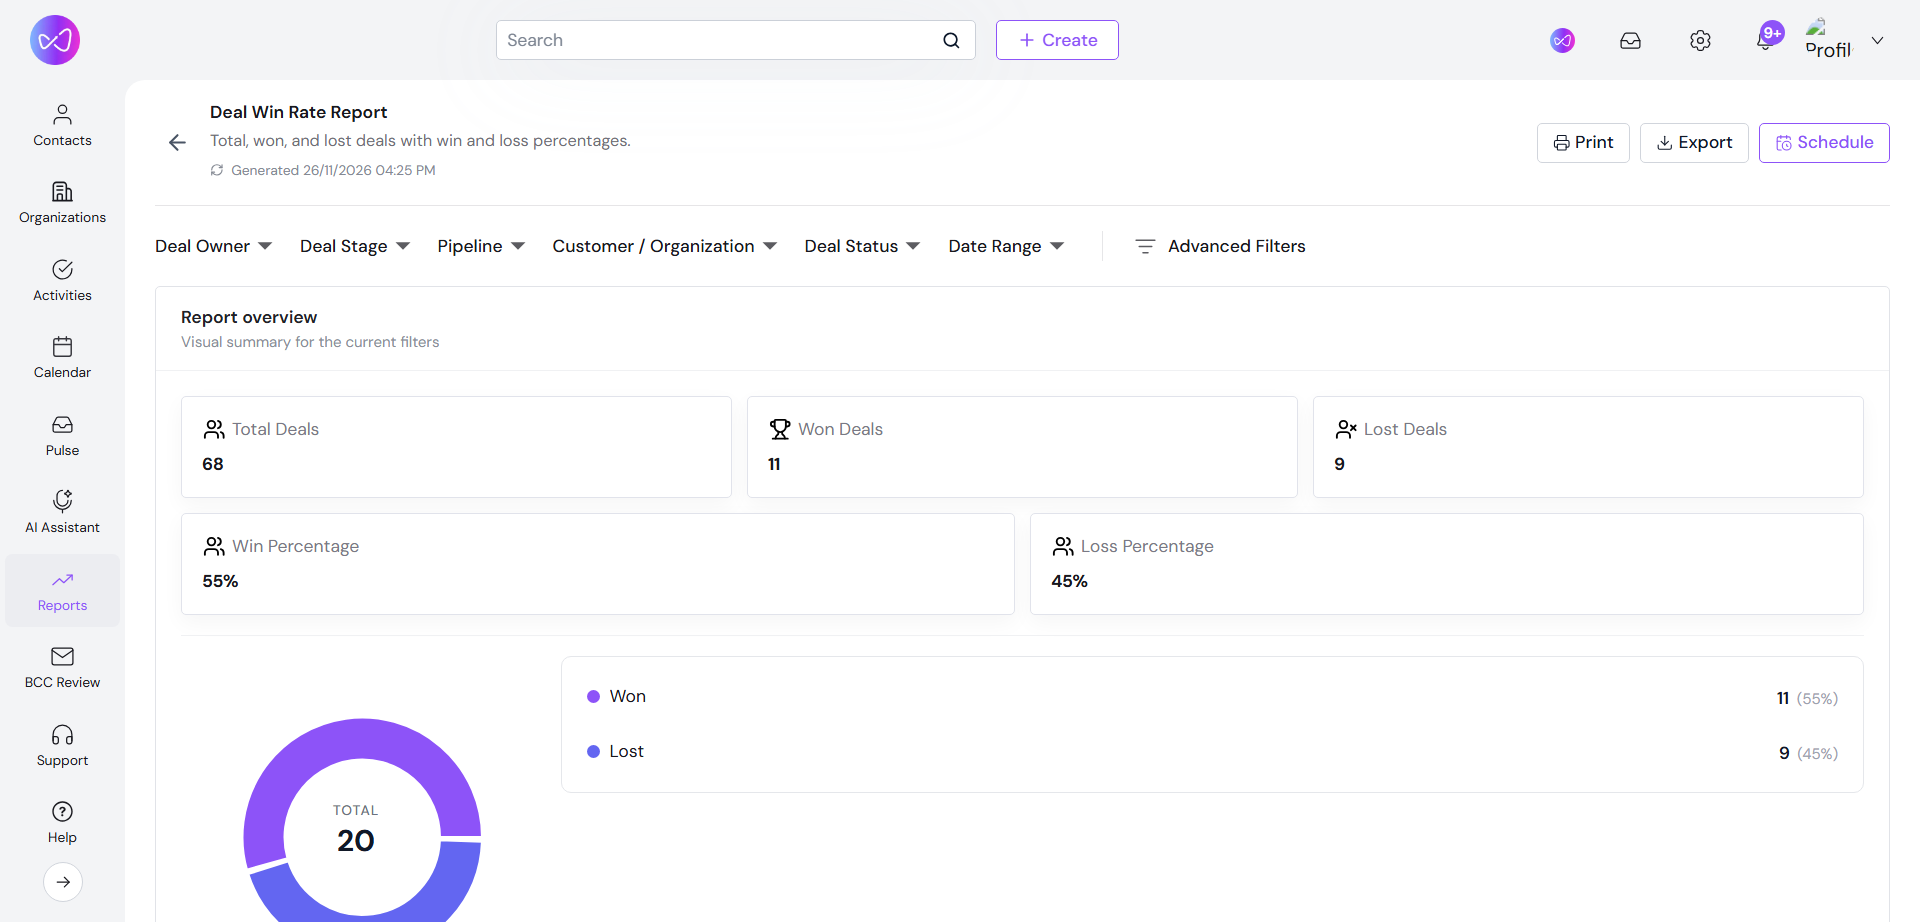 Search
Create
9+
Profil
Contacts
Organizations
Activities
Calendar
Pulse
AI Assistant
Reports
BCC Review
Support
Help
Deal Win Rate Report
Total, won, and lost deals with win and loss percentages.
Generated 26/11/2026 04:25 PM
Print
Export
Schedule
Deal Owner
Deal Stage
Pipeline
Customer / Organization
Deal Status
Date Range
Advanced Filters
Report overview
Visual summary for the current filters
Total Deals
68
Won Deals
11
Lost Deals
9
Win Percentage
55%
Loss Percentage
45%
TOTAL
20
Won
11 (55%)
Lost
9 (45%)